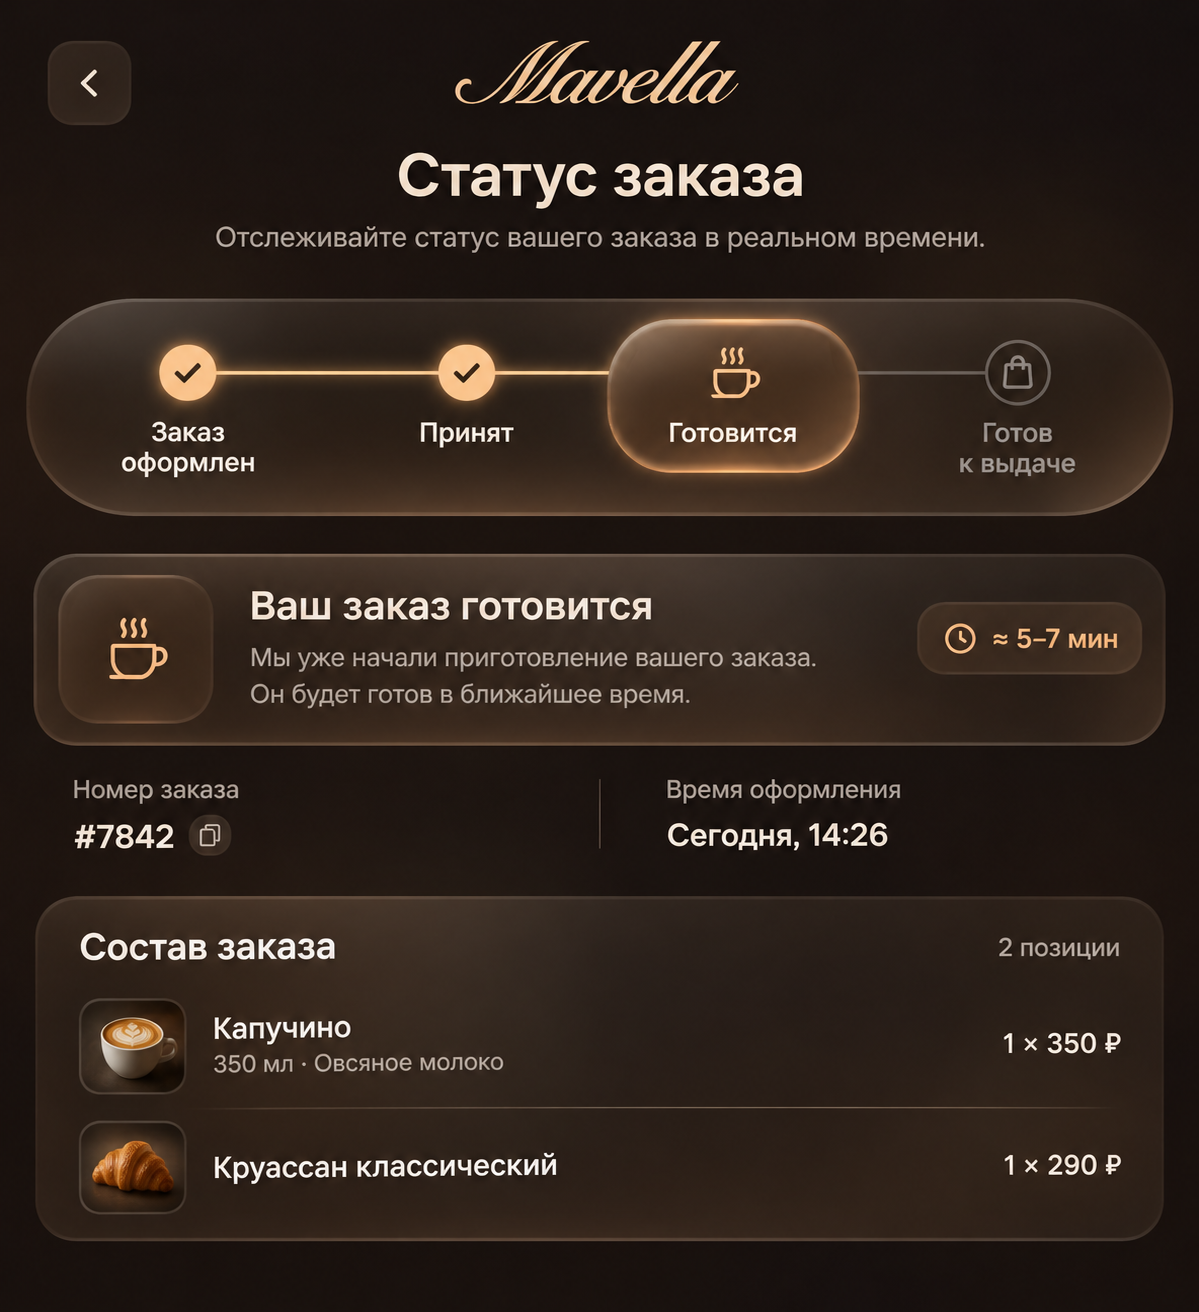 Mavella
Статус заказа
Отслеживайте статус вашего заказа в реальном времени.
Заказ
оформлен
Принят
Готовится
Готов
к выдаче
Ваш заказ готовится
Мы уже начали приготовление вашего заказа.
Он будет готов в ближайшее время.
≈ 5–7 мин
Номер заказа
#7842
Время оформления
Сегодня, 14:26
Состав заказа
2 позиции
Капучино
350 мл · Овсяное молоко
1 × 350 ₽
Круассан классический
1 × 290 ₽